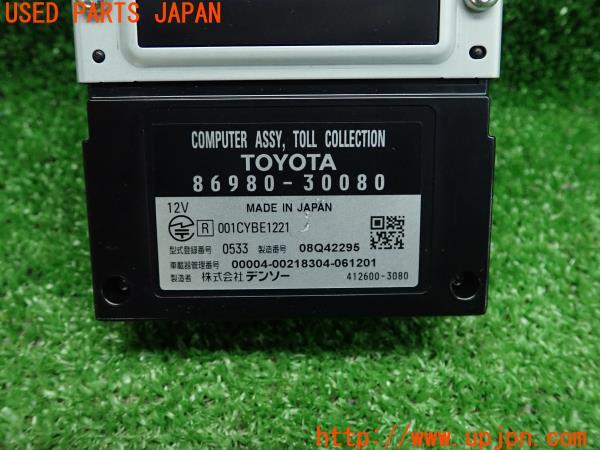 USED PARTS JAPAN
COMPUTER ASSY, TOLL COLLECTION
TOYOTA
86980-30080
12V
MADE IN JAPAN
R 001CYBE1221
型式登録番号 0533 製造番号 08Q42295
車載器管理番号 00004-00218304-061201
製造者 株式会社 デンソー 412600-3080
http://www.upjpn.com